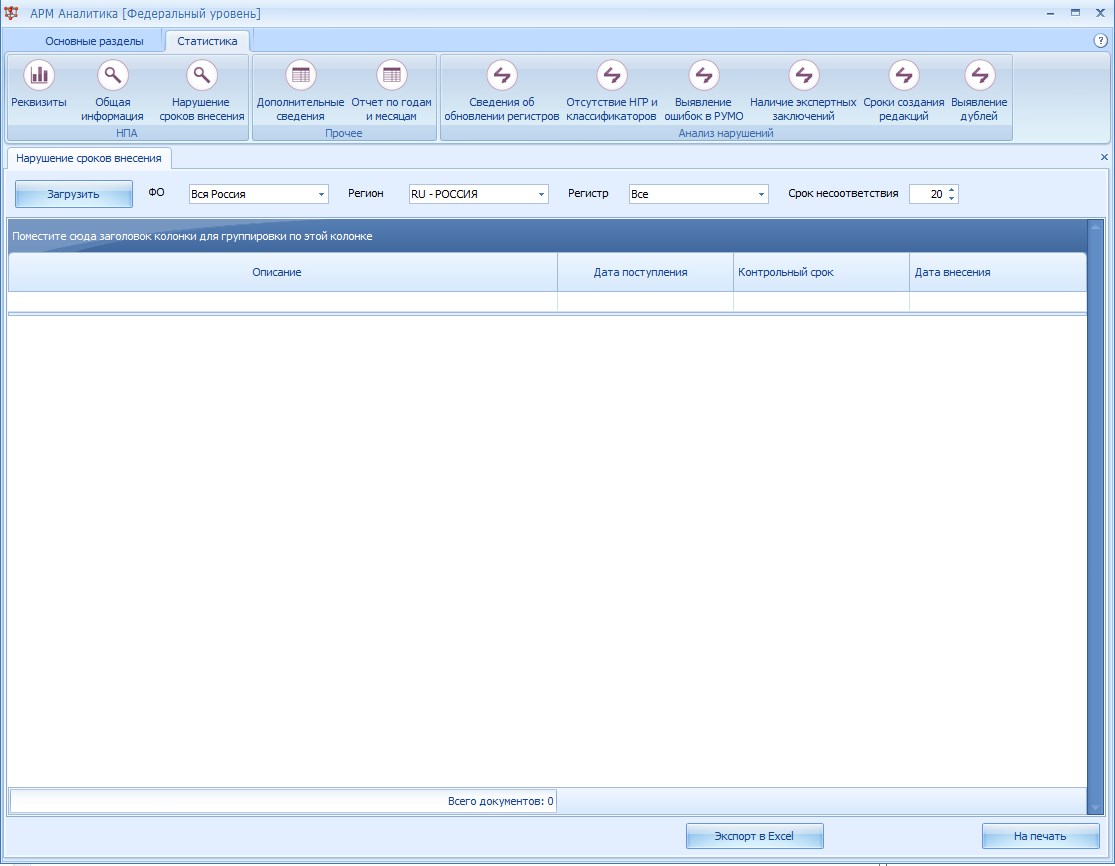 АРМ Аналитика [Федеральный уровень]
Основные разделы
Статистика
?
Реквизиты
Общая
информация
Нарушение
сроков внесения
НПА
Дополнительные
сведения
Отчет по годам
и месяцам
Прочее
Сведения об
обновлении регистров
Отсутствие НГР и
классификаторов
Выявление
ошибок в РУМО
Наличие экспертных
заключений
Сроки создания
редакций
Выявление
дублей
Анализ нарушений
Нарушение сроков внесения
Загрузить
ФО
Вся Россия
Регион
RU - РОССИЯ
Регистр
Все
Срок несоответствия
20
Поместите сюда заголовок колонки для группировки по этой колонке
Описание
Дата поступления
Контрольный срок
Дата внесения
Всего документов: 0
Экспорт в Excel
На печать